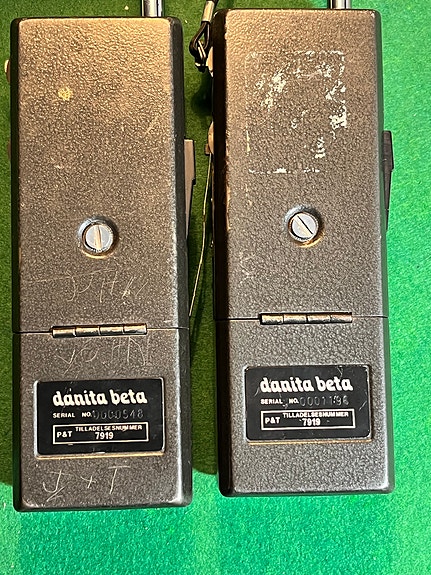 danita beta
SERIAL NO. 0000548
TILLADELSESNUMMER
P&T 7919
danita beta
SERIAL NO. 0001196
TILLADELSESNUMMER
P&T 7919